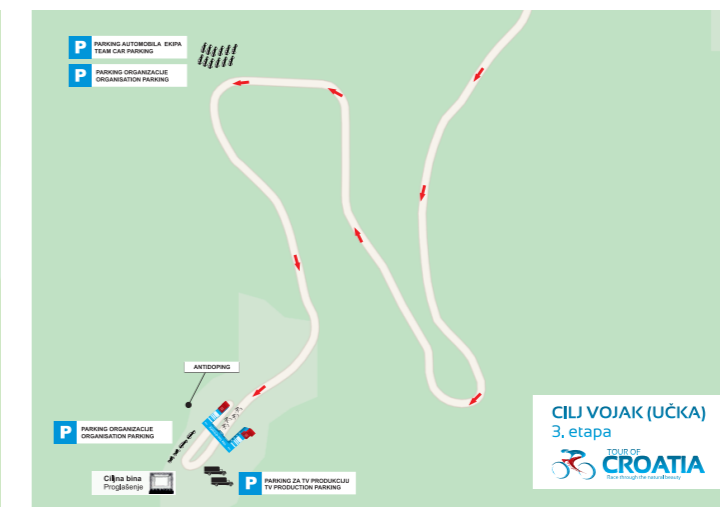 P
PARKING AUTOMOBILA EKIPA
TEAM CAR PARKING
P
PARKING ORGANIZACIJE
ORGANISATION PARKING
ANTIDOPING
P
PARKING ORGANIZACIJE
ORGANISATION PARKING
Ciljna bina
Proglašenje
P
PARKING ZA TV PRODUKCIJU
TV PRODUCTION PARKING
CILJ VOJAK (UČKA)
3. etapa
TOUR OF
CROATIA
Race through the natural beauty